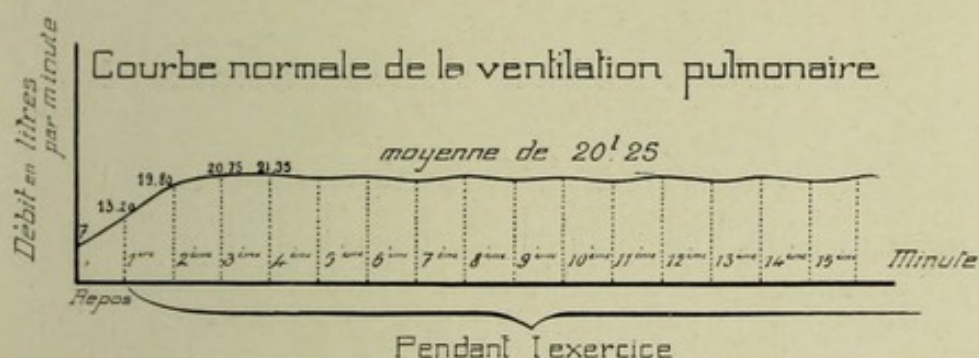 Courbe normale de la ventilation pulmonaire
Débit en litres
par minute
moyenne de 20l.25
7
13.20
19.80
20.75
21.35
Repos
1ère
2ème
3ème
4ème
5ème
6ème
7ème
8ème
9ème
10ème
11ème
12ème
13ème
14ème
15ème
Minute
Pendant l'exercice